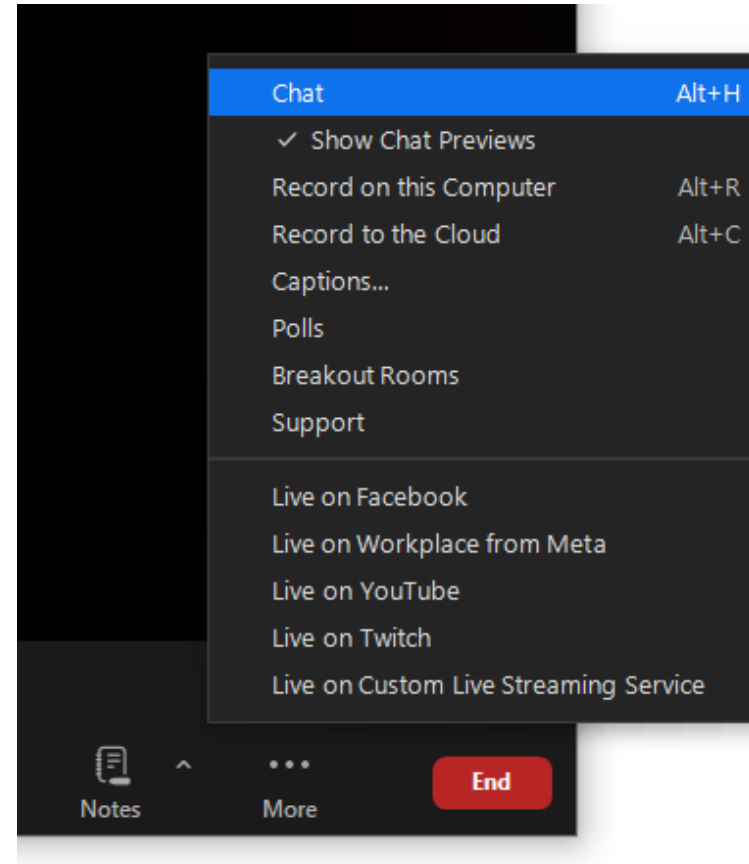 Chat Alt+H
✓ Show Chat Previews
Record on this Computer Alt+R
Record to the Cloud Alt+C
Captions...
Polls
Breakout Rooms
Support
Live on Facebook
Live on Workplace from Meta
Live on YouTube
Live on Twitch
Live on Custom Live Streaming Service
Notes More End